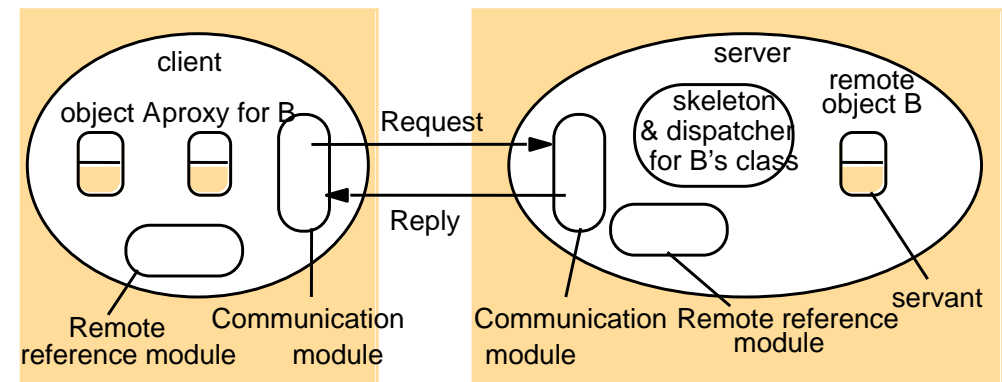 client
object Aproxy for B
Request
Reply
Remote
reference module
Communication
module
server
skeleton
& dispatcher
for B's class
remote
object B
servant
Communication
module
Remote reference
module